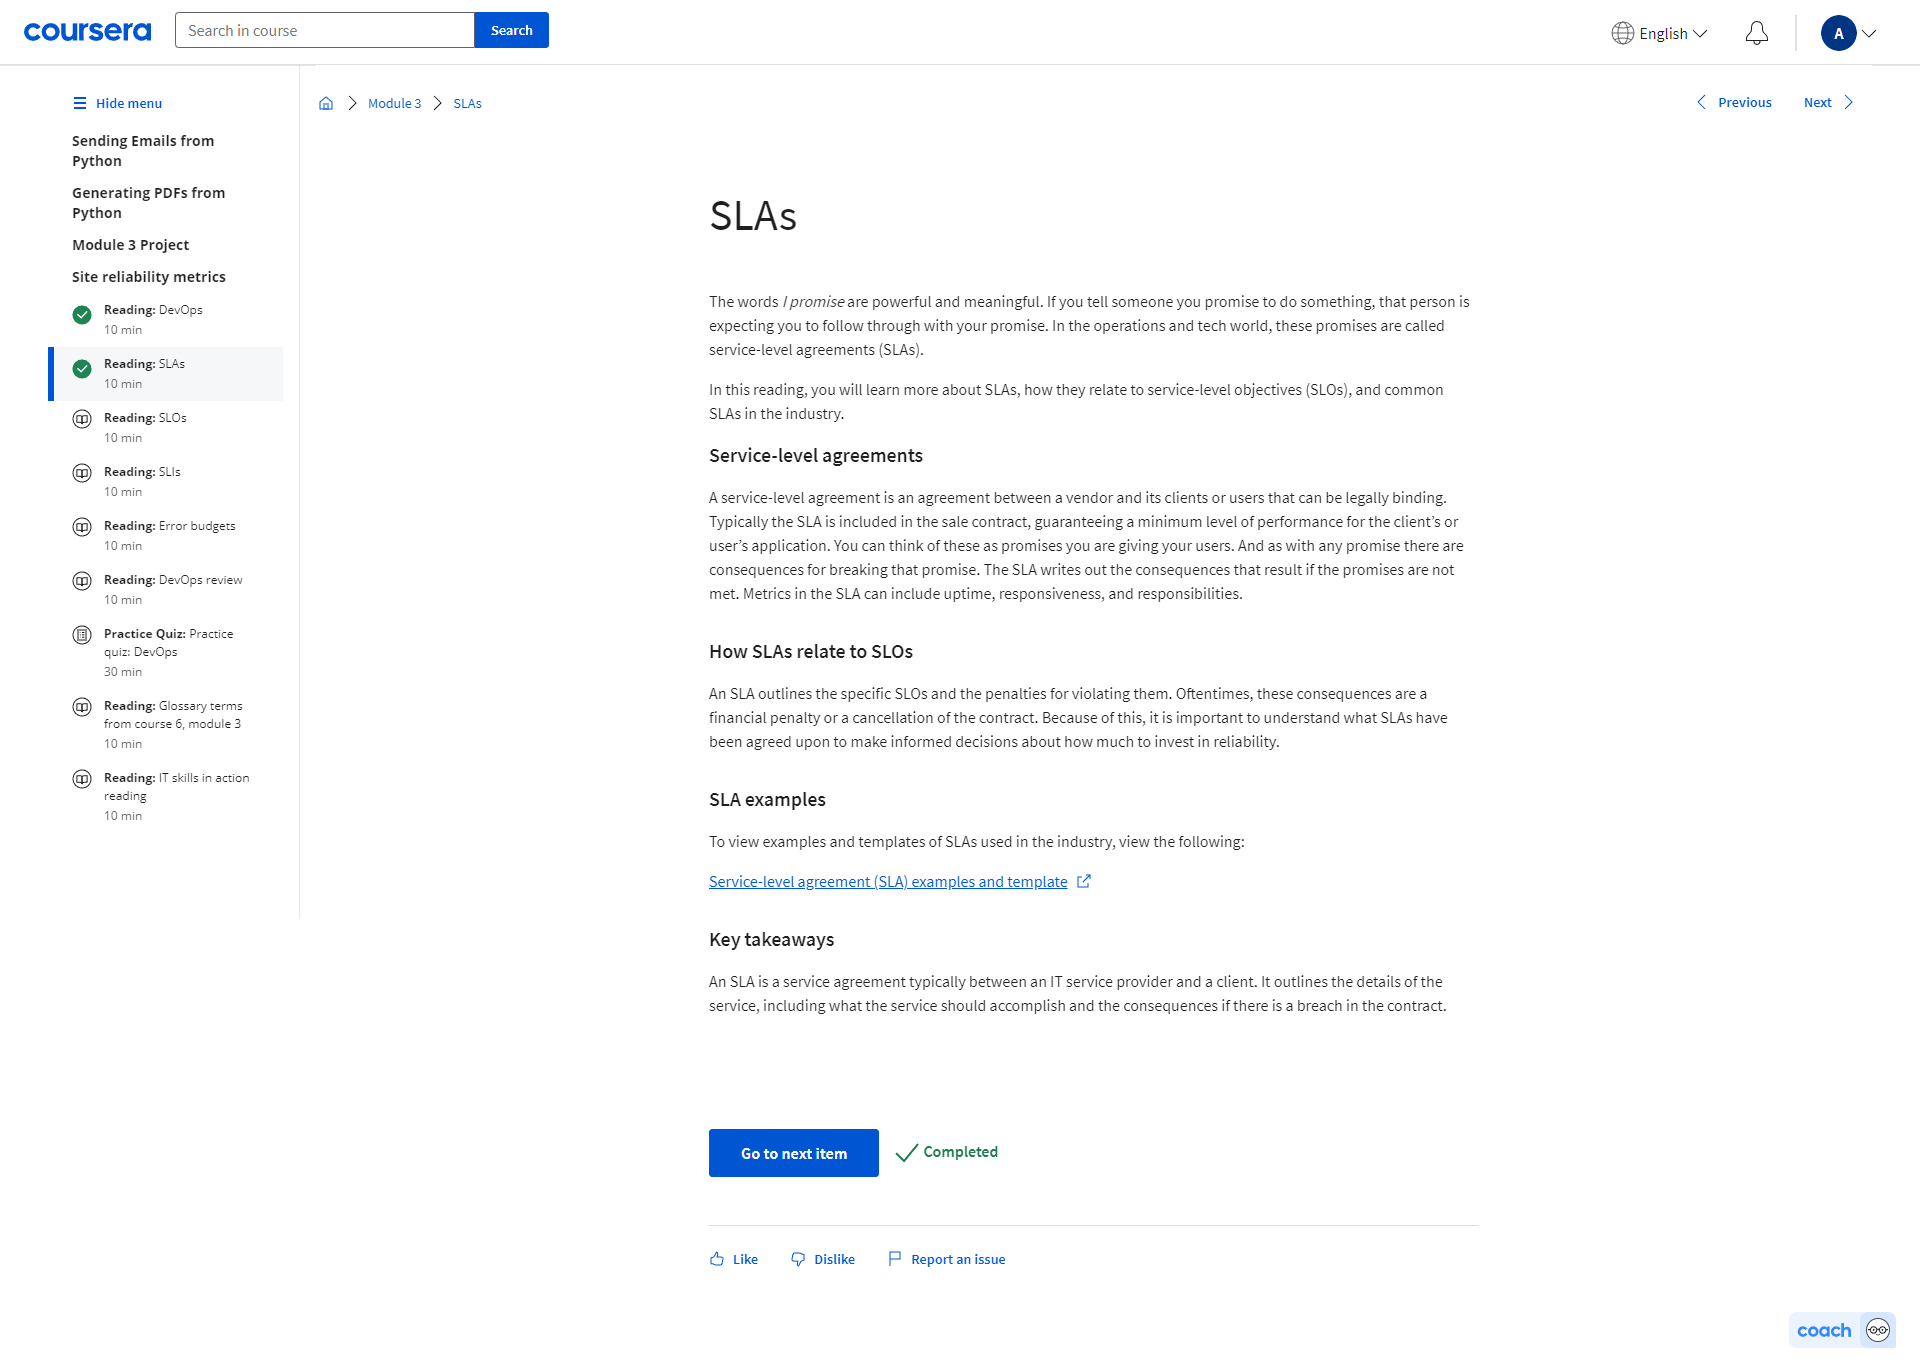 coursera
Search in course
Search
English
A
Hide menu
Sending Emails from
Python
Generating PDFs from
Python
Module 3 Project
Site reliability metrics
Reading: DevOps
10 min
Reading: SLAs
10 min
Reading: SLOs
10 min
Reading: SLIs
10 min
Reading: Error budgets
10 min
Reading: DevOps review
10 min
Practice Quiz: Practice
quiz: DevOps
30 min
Reading: Glossary terms
from course 6, module 3
10 min
Reading: IT skills in action
reading
10 min
Module 3
SLAs
Previous
Next
SLAs
The words I promise are powerful and meaningful. If you tell someone you promise to do something, that person is
expecting you to follow through with your promise. In the operations and tech world, these promises are called
service-level agreements (SLAs).
In this reading, you will learn more about SLAs, how they relate to service-level objectives (SLOs), and common
SLAs in the industry.
Service-level agreements
A service-level agreement is an agreement between a vendor and its clients or users that can be legally binding.
Typically the SLA is included in the sale contract, guaranteeing a minimum level of performance for the client’s or
user’s application. You can think of these as promises you are giving your users. And as with any promise there are
consequences for breaking that promise. The SLA writes out the consequences that result if the promises are not
met. Metrics in the SLA can include uptime, responsiveness, and responsibilities.
How SLAs relate to SLOs
An SLA outlines the specific SLOs and the penalties for violating them. Oftentimes, these consequences are a
financial penalty or a cancellation of the contract. Because of this, it is important to understand what SLAs have
been agreed upon to make informed decisions about how much to invest in reliability.
SLA examples
To view examples and templates of SLAs used in the industry, view the following:
Service-level agreement (SLA) examples and template
Key takeaways
An SLA is a service agreement typically between an IT service provider and a client. It outlines the details of the
service, including what the service should accomplish and the consequences if there is a breach in the contract.
Go to next item
Completed
Like
Dislike
Report an issue
coach